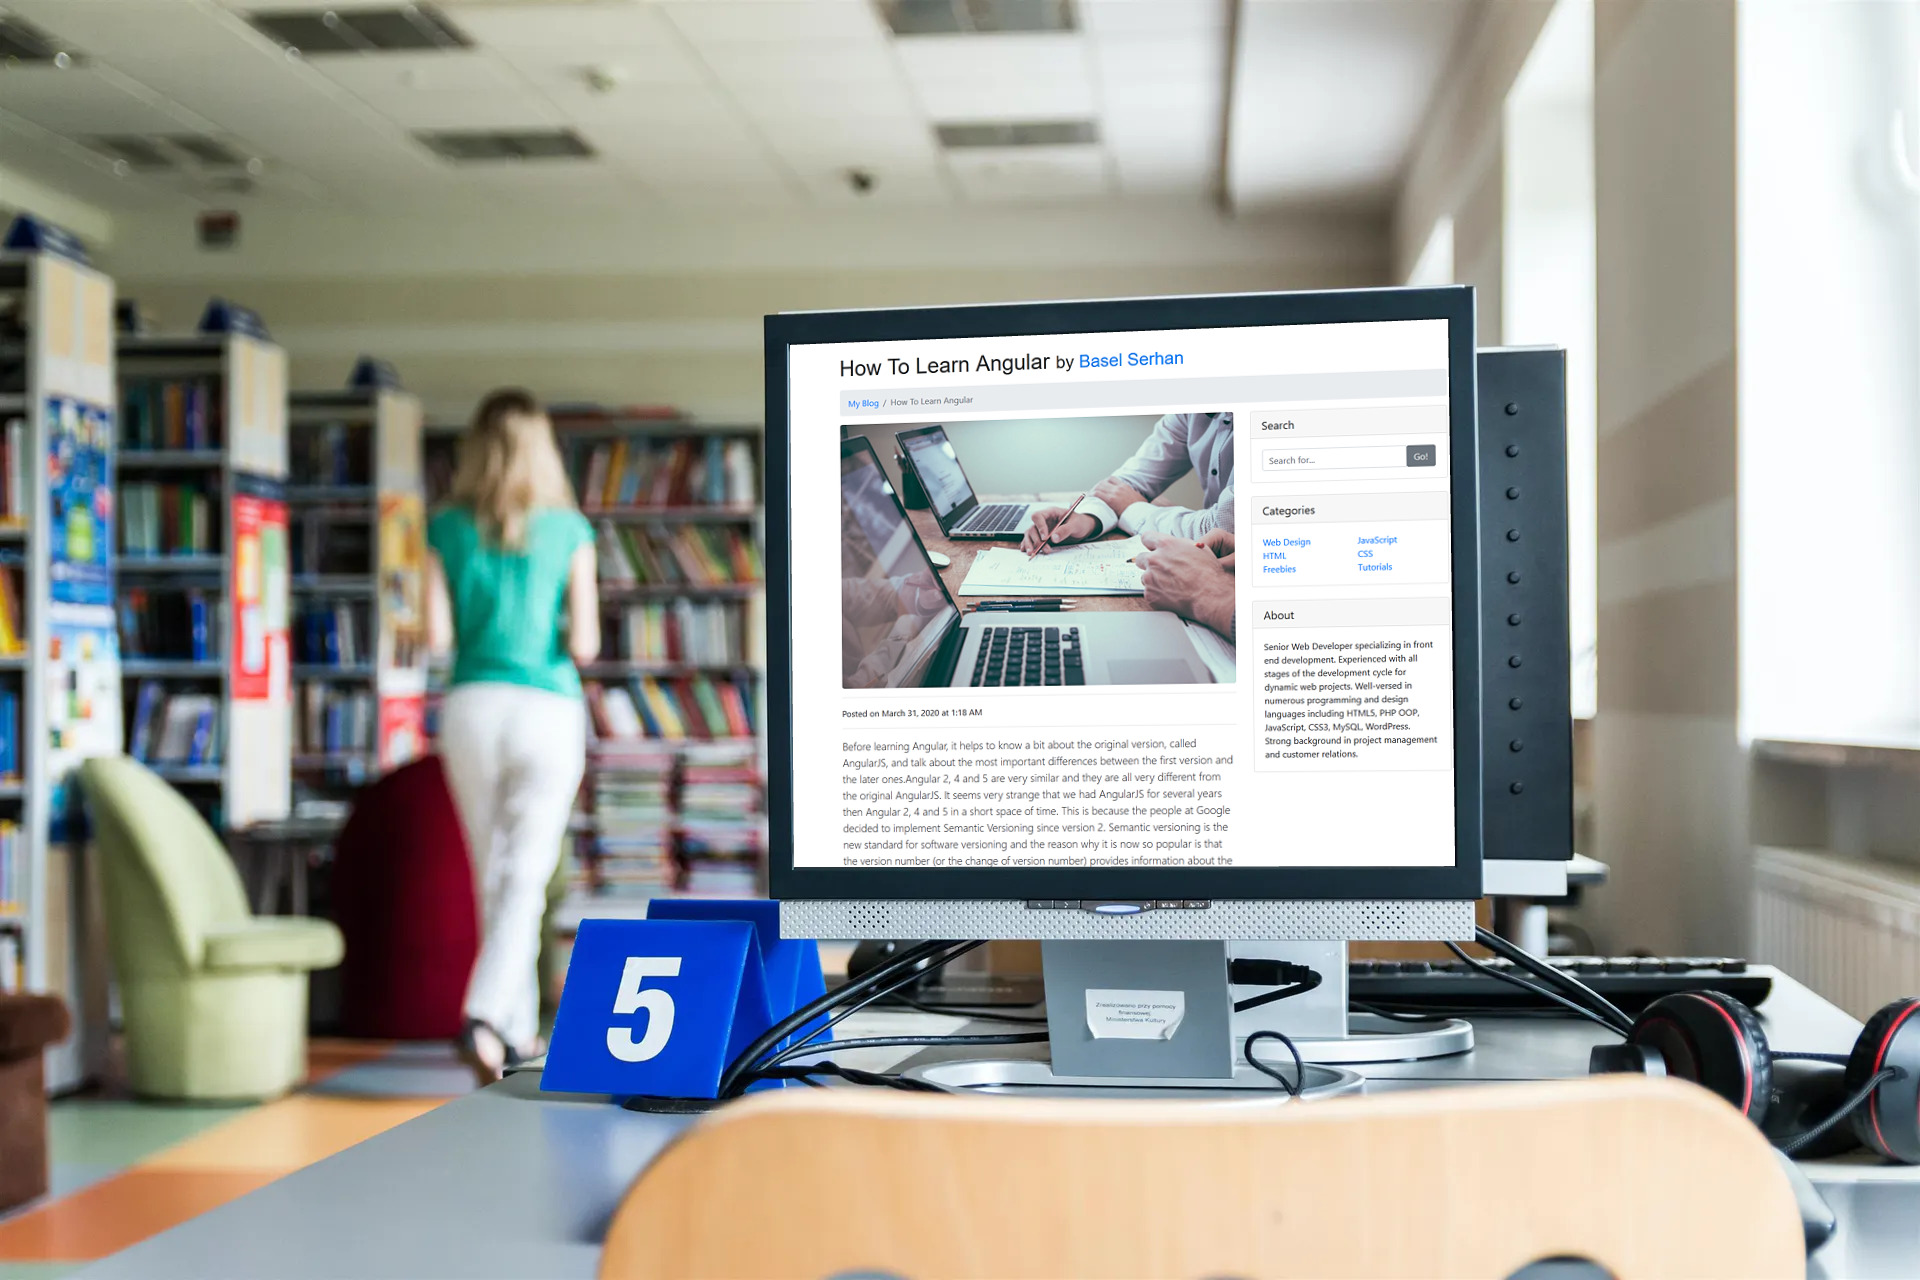 How To Learn Angular by Basel Serhan
My Blog / How To Learn Angular
Search
Search for...
Go!
Categories
Web Design
HTML
Freebies
JavaScript
CSS
Tutorials
About
Senior Web Developer specializing in front
end development. Experienced with all
stages of the development cycle for
dynamic web projects. Well-versed in
numerous programming and design
languages including HTML5, PHP OOP,
JavaScript, CSS3, MySQL, WordPress.
Strong background in project management
and customer relations.
Posted on March 31, 2020 at 1:18 AM
Before learning Angular, it helps to know a bit about the original version, called
AngularJS, and talk about the most important differences between the first version and
the later ones.Angular 2, 4 and 5 are very similar and they are all very different from
the original AngularJS. It seems very strange that we had AngularJS for several years
then Angular 2, 4 and 5 in a short space of time. This is because the people at Google
decided to implement Semantic Versioning since version 2. Semantic versioning is the
new standard for software versioning and the reason why it is now so popular is that
the version number (or the change of version number) provides information about the
5
Zrealizowano przy pomocy
finansowej
Ministerstwa Kultury